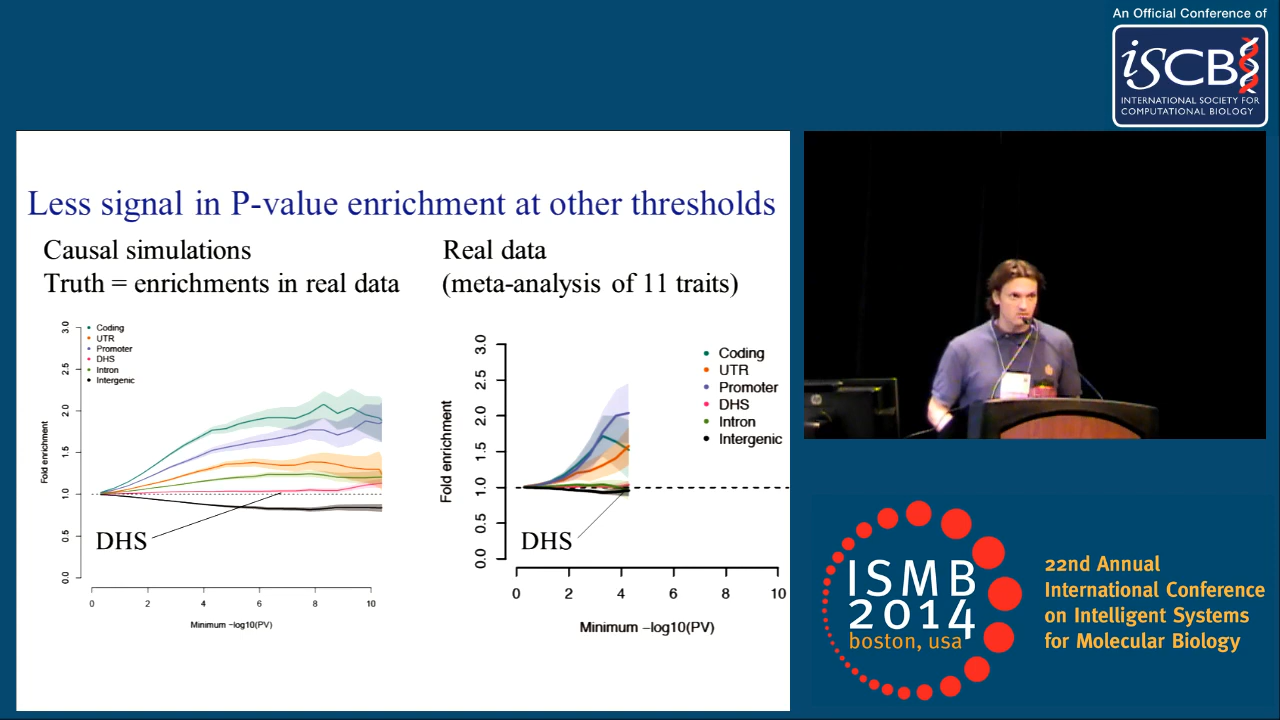 An Official Conference of
iSCB
INTERNATIONAL SOCIETY FOR
COMPUTATIONAL BIOLOGY
Less signal in P-value enrichment at other thresholds
Causal simulations
Truth = enrichments in real data
Real data
(meta-analysis of 11 traits)
Coding
UTR
Promoter
DHS
Intron
Intergenic
Fold enrichment
3.0
2.5
2.0
1.5
1.0
0.5
0.0
DHS
0 2 4 6 8 10
Minimum −log10(PV)
Coding
UTR
Promoter
DHS
Intron
Intergenic
Fold enrichment
3.0
2.5
2.0
1.5
1.0
0.5
0.0
DHS
0 2 4 6 8 10
Minimum −log10(PV)
hp
ISMB
2014
boston, usa
22nd Annual
International Conference
on Intelligent Systems
for Molecular Biology